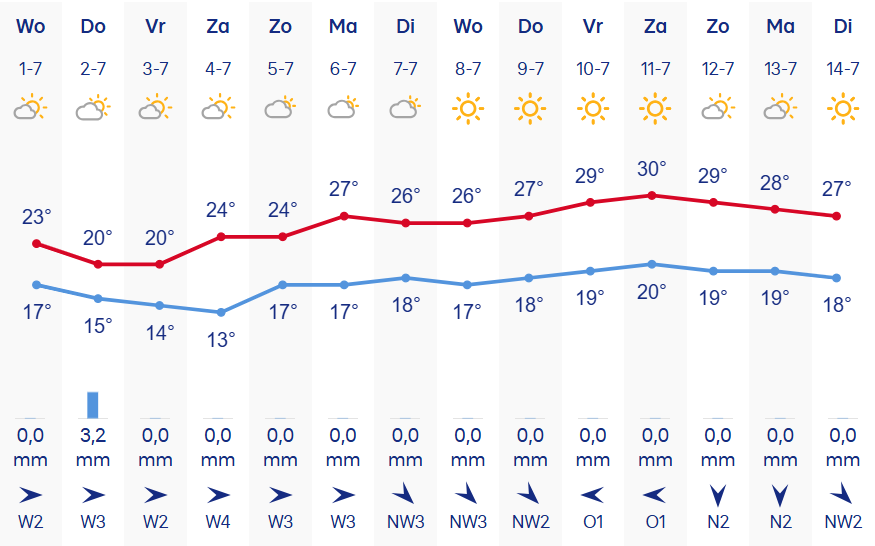 Wo Do Vr Za Zo Ma Di Wo Do Vr Za Zo Ma Di
1-7 2-7 3-7 4-7 5-7 6-7 7-7 8-7 9-7 10-7 11-7 12-7 13-7 14-7
23° 20° 20° 24° 24° 27° 26° 26° 27° 29° 30° 29° 28° 27°
17° 15° 14° 13° 17° 17° 18° 17° 18° 19° 20° 19° 19° 18°
0,0 3,2 0,0 0,0 0,0 0,0 0,0 0,0 0,0 0,0 0,0 0,0 0,0 0,0
mm mm mm mm mm mm mm mm mm mm mm mm mm mm
W2 W3 W2 W4 W3 W3 NW3 NW3 NW2 O1 O1 N2 N2 NW2